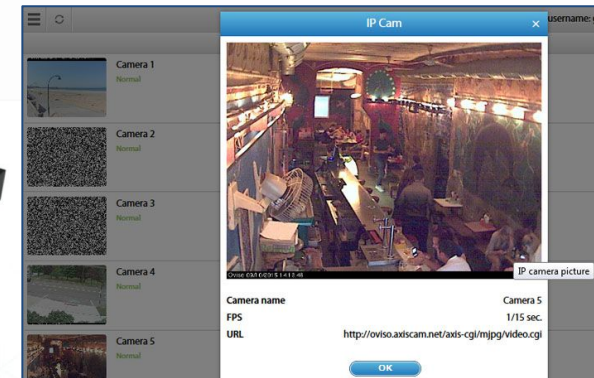 IP Cam ×
username:
Camera 1
Normal
Camera 2
Normal
Camera 3
Normal
Camera 4
Normal
Camera 5
Normal
IP camera picture
Camera name Camera 5
FPS 1/15 sec.
URL http://oviso.axiscam.net/axis-cgi/mjpg/video.cgi
OK